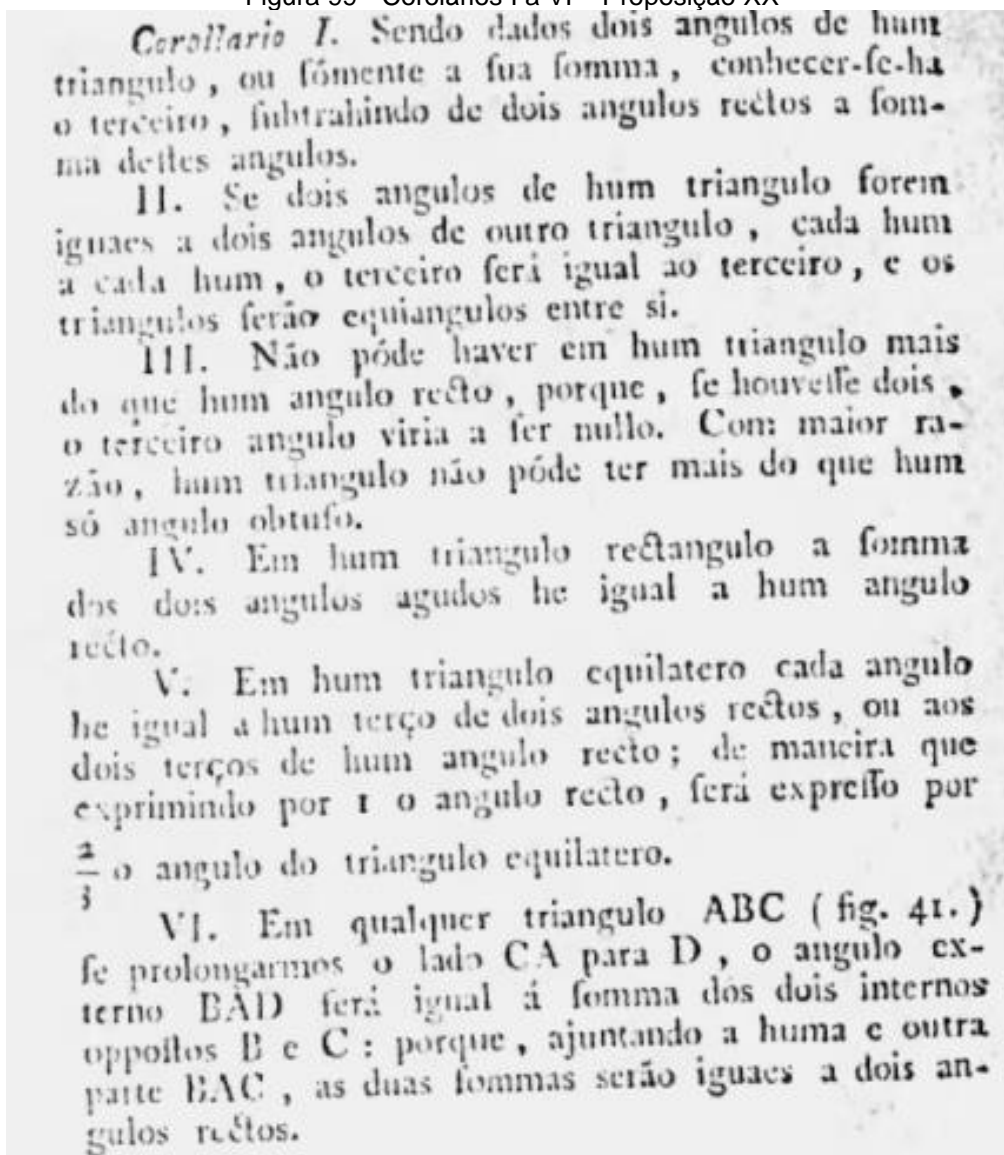 Figura 99 - Corolários I a VI - Proposição XX
Corollario I. Sendo dados dois angulos de hum
triangulo, ou ſómente a ſua ſomma, conhecer-ſe-ha
o terceiro, ſubtrahindo de dois angulos rectos a ſom-
ma deſtes angulos.
II. Se dois angulos de hum triangulo forem
iguaes a dois angulos de outro triangulo, cada hum
a cada hum, o terceiro ſerá igual ao terceiro, e os
triangulos ſerão equiangulos entre si.
III. Não póde haver em hum triangulo mais
do que hum angulo recto, porque, ſe houveſſe dois,
o terceiro angulo viria a ſer nullo. Com maior ra-
zão, hum triangulo não póde ter mais do que hum
só angulo obtuſo.
IV. Em hum triangulo rectangulo a ſomma
dos dois angulos agudos he igual a hum angulo
recto.
V. Em hum triangulo equilatero cada angulo
he igual a hum terço de dois angulos rectos, ou aos
dois terços de hum angulo recto; de maneira que
exprimindo por 1 o angulo recto, ſerá expreſſo por
2/3 o angulo do triangulo equilatero.
VI. Em qualquer triangulo ABC (fig. 41.)
ſe prolongarmos o lado CA para D, o angulo ex-
terno BAD ſerá igual á ſomma dos dois internos
oppoſtos B e C: porque, ajuntando a huma e outra
parte BAC, as duas ſommas serão iguaes a dois an-
gulos rectos.